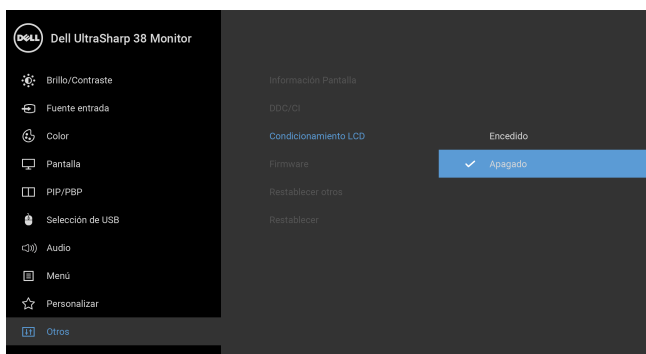 DELL Dell UltraSharp 38 Monitor
Brillo/Contraste
Fuente entrada
Color
Pantalla
PIP/PBP
Selección de USB
Audio
Menú
Personalizar
Otros
Información Pantalla
DDC/CI
Condicionamiento LCD
Firmware
Restablecer otros
Restablecer
Encedido
Apagado